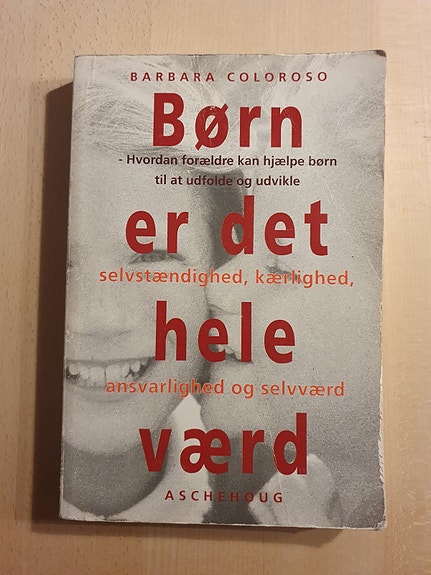 BARBARA COLOROSO
Børn
- Hvordan forældre kan hjælpe børn
til at udfolde og udvikle
er det
selvstændighed, kærlighed,
hele
ansvarlighed og selvværd
værd
ASCHEHOUG